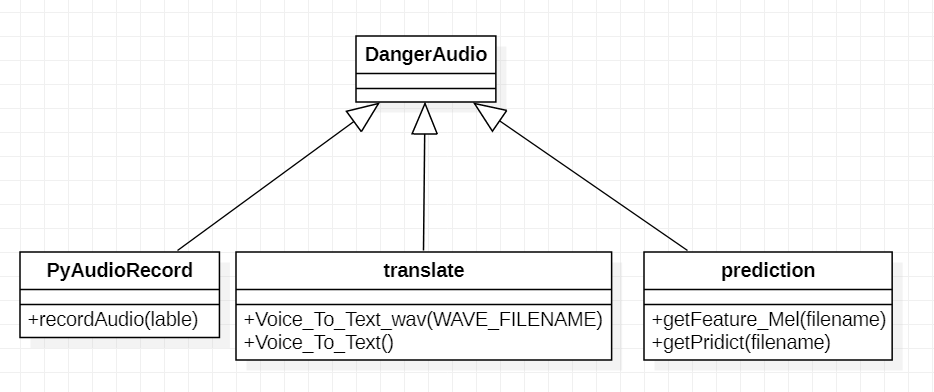 DangerAudio
PyAudioRecord
+recordAudio(lable)
translate
+Voice_To_Text_wav(WAVE_FILENAME)
+Voice_To_Text()
prediction
+getFeature_Mel(filename)
+getPridict(filename)